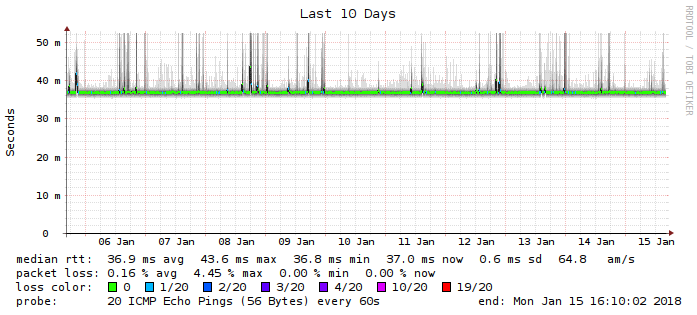 Last 10 Days
RRDTOOL / TOBI OETIKER
Seconds
50 m
40 m
30 m
20 m
10 m
0
06 Jan 07 Jan 08 Jan 09 Jan 10 Jan 11 Jan 12 Jan 13 Jan 14 Jan 15 Jan
median rtt: 36.9 ms avg 43.6 ms max 36.8 ms min 37.0 ms now 0.6 ms sd 64.8 am/s
packet loss: 0.16 % avg 4.45 % max 0.00 % min 0.00 % now
loss color: 0 1/20 2/20 3/20 4/20 10/20 19/20
probe: 20 ICMP Echo Pings (56 Bytes) every 60s end: Mon Jan 15 16:10:02 2018